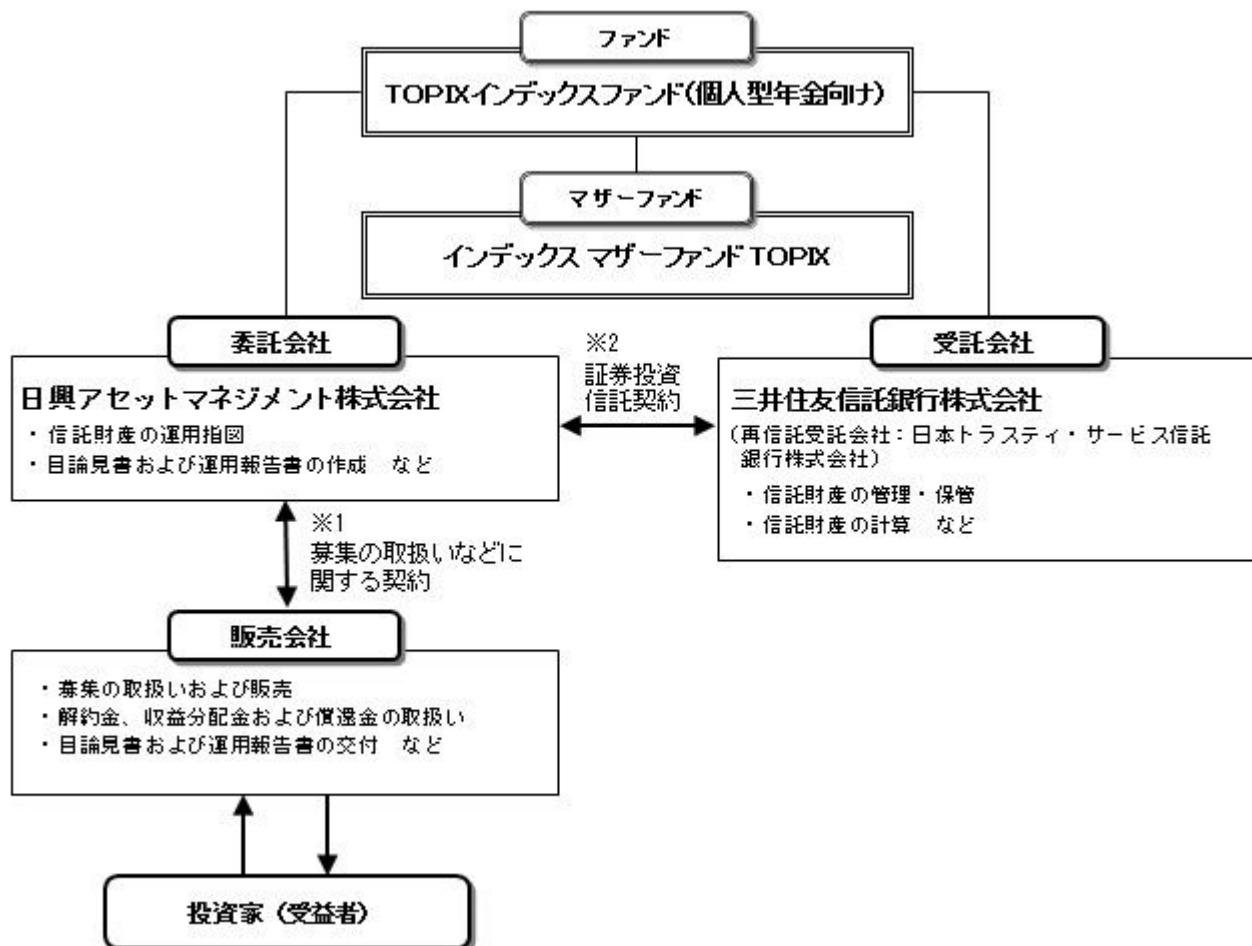 ファンド
TOPIXインデックスファンド(個人型年金向け)
マザーファンド
インデックス マザーファンド TOPIX
委託会社
日興アセットマネジメント株式会社
・信託財産の運用指図
・目論見書および運用報告書の作成 など
※2
証券投資
信託契約
受託会社
三井住友信託銀行株式会社
(再信託受託会社:日本トラスティ・サービス信託
銀行株式会社)
・信託財産の管理・保管
・信託財産の計算 など
※1
募集の取扱いなどに
関する契約
販売会社
・募集の取扱いおよび販売
・解約金、収益分配金および償還金の取扱い
・目論見書および運用報告書の交付 など
投資家(受益者)